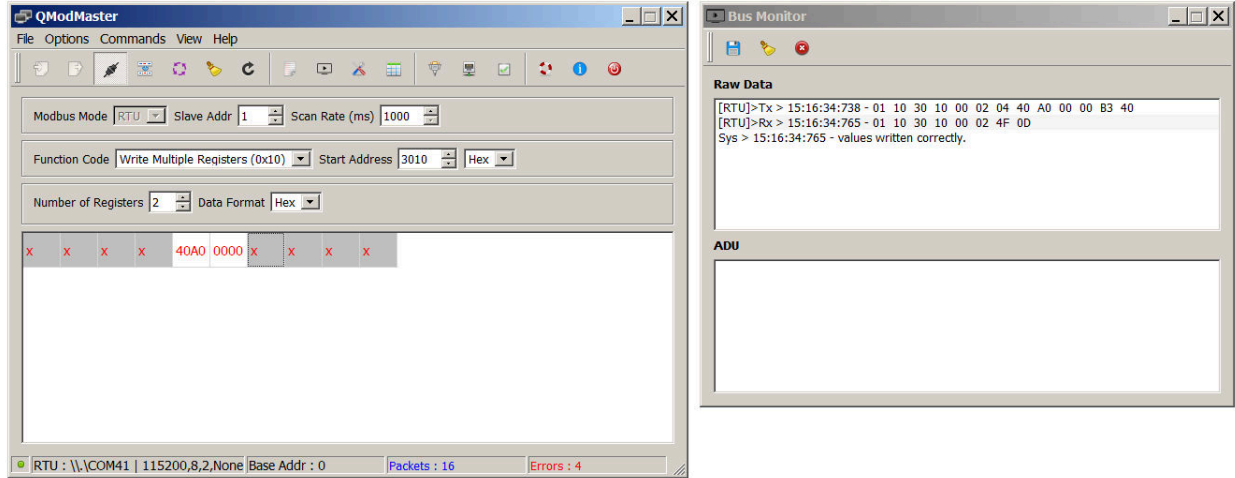 QModMaster
File Options Commands View Help
Modbus Mode RTU Slave Addr 1 Scan Rate (ms) 1000
Function Code Write Multiple Registers (0x10) Start Address 3010 Hex
Number of Registers 2 Data Format Hex
x x x x 40A0 0000 x x x x
RTU : \\.\COM41 | 115200,8,2,None Base Addr : 0 Packets : 16 Errors : 4
Bus Monitor
Raw Data
[RTU]>Tx > 15:16:34:738 - 01 10 30 10 00 02 04 40 A0 00 00 B3 40
[RTU]>Rx > 15:16:34:765 - 01 10 30 10 00 02 4F 0D
Sys > 15:16:34:765 - values written correctly.
ADU